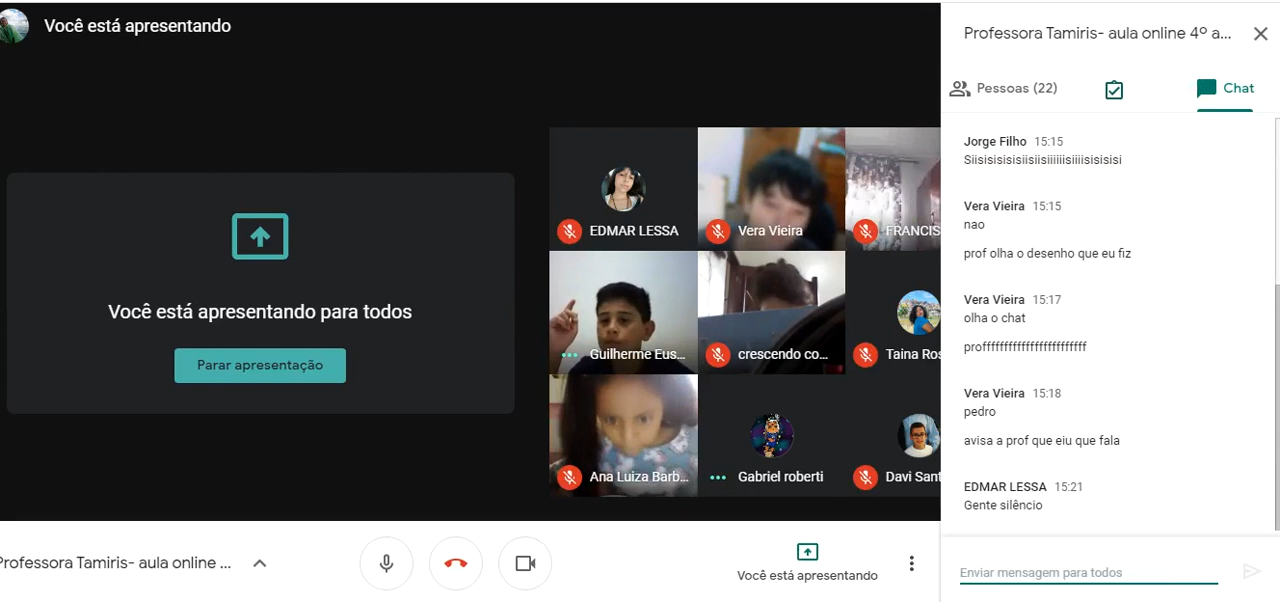 Você está apresentando
Professora Tamiris- aula online 4º a...
Pessoas (22)
Chat
Você está apresentando para todos
Parar apresentação
EDMAR LESSA
Vera Vieira
FRANCIS
Guilherme Eus...
crescendo co...
Taina Ros
Ana Luiza Barb...
Gabriel roberti
Davi Sant
Jorge Filho 15:15
Siisisisisisiisiisiiiiiisiiiisisisisi
Vera Vieira 15:15
nao
prof olha o desenho que eu fiz
Vera Vieira 15:17
olha o chat
profffffffffffffffffffffff
Vera Vieira 15:18
pedro
avisa a prof que eiu que fala
EDMAR LESSA 15:21
Gente silêncio
Enviar mensagem para todos
Professora Tamiris- aula online ...
Você está apresentando